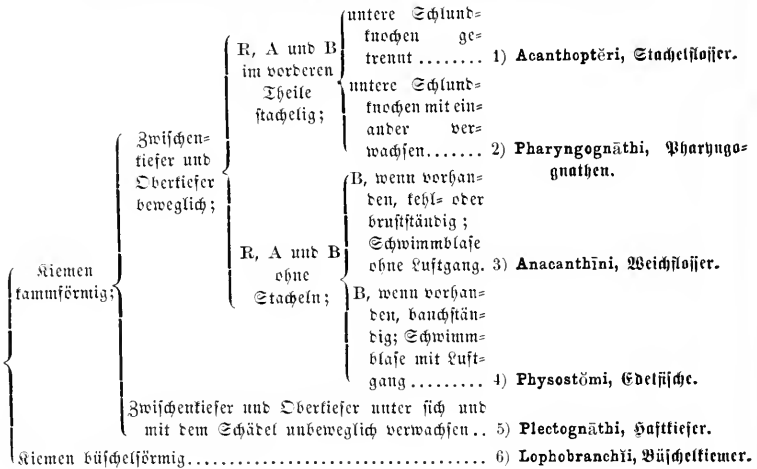 Kiemen
kammförmig;
Zwischen-
kiefer und
Oberkiefer
beweglich;
R, A und B
im vorderen
Theile
stachelig;
untere Schlund-
knochen ge-
trennt ........ 1) Acanthoptĕri, Stachelflosser.
untere Schlund-
knochen mit ein-
ander ver-
wachsen....... 2) Pharyngognāthi, Pharyngo-
gnathen.
R, A und B
ohne
Stacheln;
B, wenn vorhan-
den, kehl- oder
brustständig;
Schwimmblase
ohne Luftgang. 3) Anacanthīni, Weichflosser.
B, wenn vorhan-
den, bauchstän-
dig; Schwimm-
blase mit Luft-
gang ......... 4) Physostŏmi, Edelfische.
Zwischenkiefer und Oberkiefer unter sich und
mit dem Schädel unbeweglich verwachsen .. 5) Plectognāthi, Haftkiefer.
Kiemen büschelförmig.................................. 6) Lophobranchĭi, Büschelkiemer.